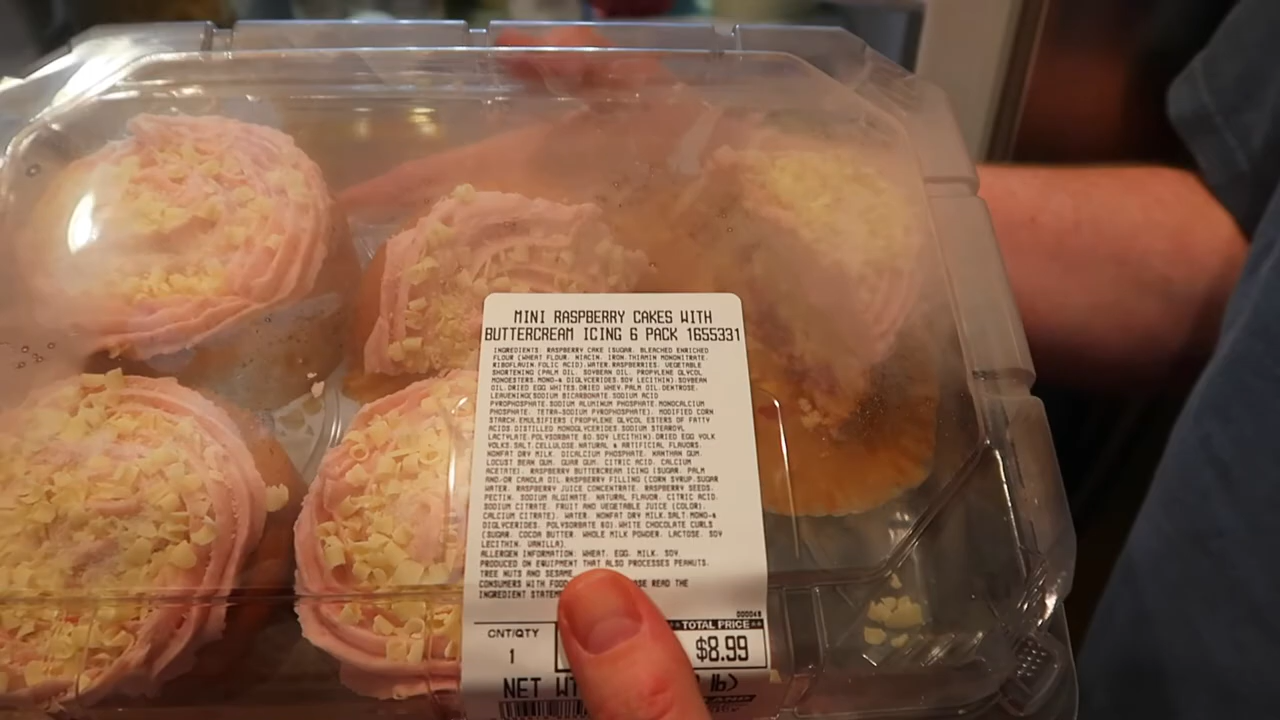 MINI RASPBERRY CAKES WITH
BUTTERCREAM ICING 6 PACK 1655331
INGREDIENTS: RASPBERRY CAKE (SUGAR, BLEACHED ENRICHED
FLOUR (WHEAT FLOUR, NIACIN, IRON, THIAMIN MONONITRATE,
RIBOFLAVIN, FOLIC ACID), WATER, RASPBERRIES, VEGETABLE
SHORTENING (PALM OIL, SOYBEAN OIL, PROPYLENE GLYCOL
MONOESTERS, MONO-& DIGLYCERIDES, SOY LECITHIN), SOYBEAN
OIL, DRIED EGG WHITES, DRIED WHEY, PALM OIL, DEXTROSE,
LEAVENING(SODIUM BICARBONATE, SODIUM ACID
PYROPHOSPHATE, SODIUM ALUMINUM PHOSPHATE, MONOCALCIUM
PHOSPHATE, TETRA-SODIUM PYROPHOSPHATE), MODIFIED CORN
STARCH, EMULSIFIERS (PROPYLENE GLYCOL ESTERS OF FATTY
ACIDS, DISTILLED MONOGLYCERIDES, SODIUM STEAROYL
LACTYLATE, POLYSORBATE 60, SOY LECITHIN), DRIED EGG YOLK
YOLKS, SALT, CELLULOSE, NATURAL & ARTIFICIAL FLAVORS,
NONFAT DRY MILK, DICALCIUM PHOSPHATE, XANTHAN GUM,
LOCUST BEAN GUM, GUAR GUM, CITRIC ACID, CALCIUM
ACETATE), RASPBERRY BUTTERCREAM ICING (SUGAR, PALM
AND/OR CANOLA OIL, RASPBERRY FILLING (CORN SYRUP, SUGAR
WATER, RASPBERRY JUICE CONCENTRATE, RASPBERRY SEEDS,
PECTIN, SODIUM ALGINATE, NATURAL FLAVOR, CITRIC ACID,
SODIUM CITRATE, FRUIT AND VEGETABLE JUICE (COLOR),
CALCIUM CITRATE), WATER, NONFAT DRY MILK, SALT, MONO-&
DIGLYCERIDES, POLYSORBATE 60), WHITE CHOCOLATE CURLS
(SUGAR, COCOA BUTTER, WHOLE MILK POWDER, LACTOSE, SOY
LECITHIN, VANILLA).
ALLERGEN INFORMATION: WHEAT, EGG, MILK, SOY
PRODUCED ON EQUIPMENT THAT ALSO PROCESSES PEANUTS,
TREE NUTS AND SESAME
CONSUMERS WITH FOOD READ THE
INGREDIENT
CNT/QTY
1
TOTAL PRICE
$8.99
NET lb)